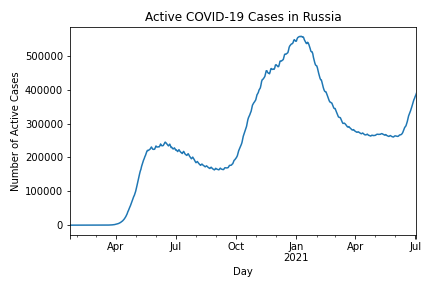 Active COVID-19 Cases in Russia
Number of Active Cases
500000
400000
300000
200000
100000
0
Apr Jul Oct Jan Apr Jul
2021
Day